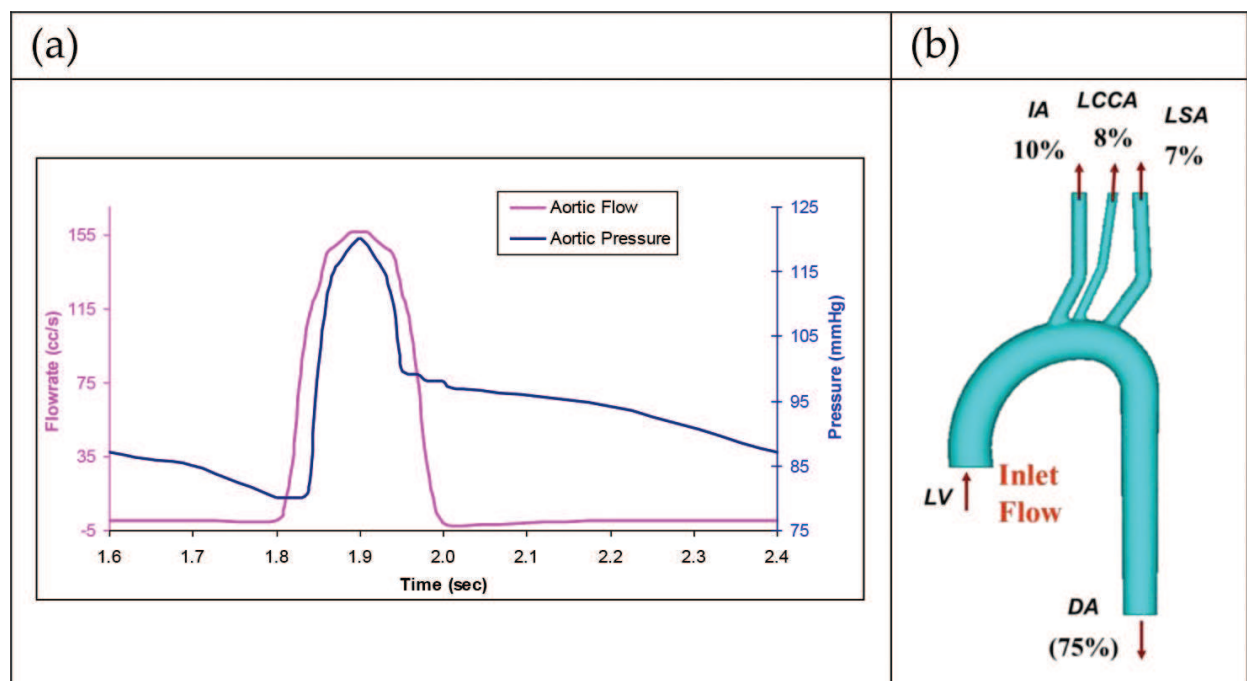 (a)
Aortic Flow
Aortic Pressure
Flowrate (cc/s)
155
115
75
35
-5
125
115
105
95
85
75
Pressure (mmHg)
1.6 1.7 1.8 1.9 2.0 2.1 2.2 2.3 2.4
Time (sec)
(b)
IA LCCA LSA
10% 8% 7%
LV
Inlet
Flow
DA
(75%)